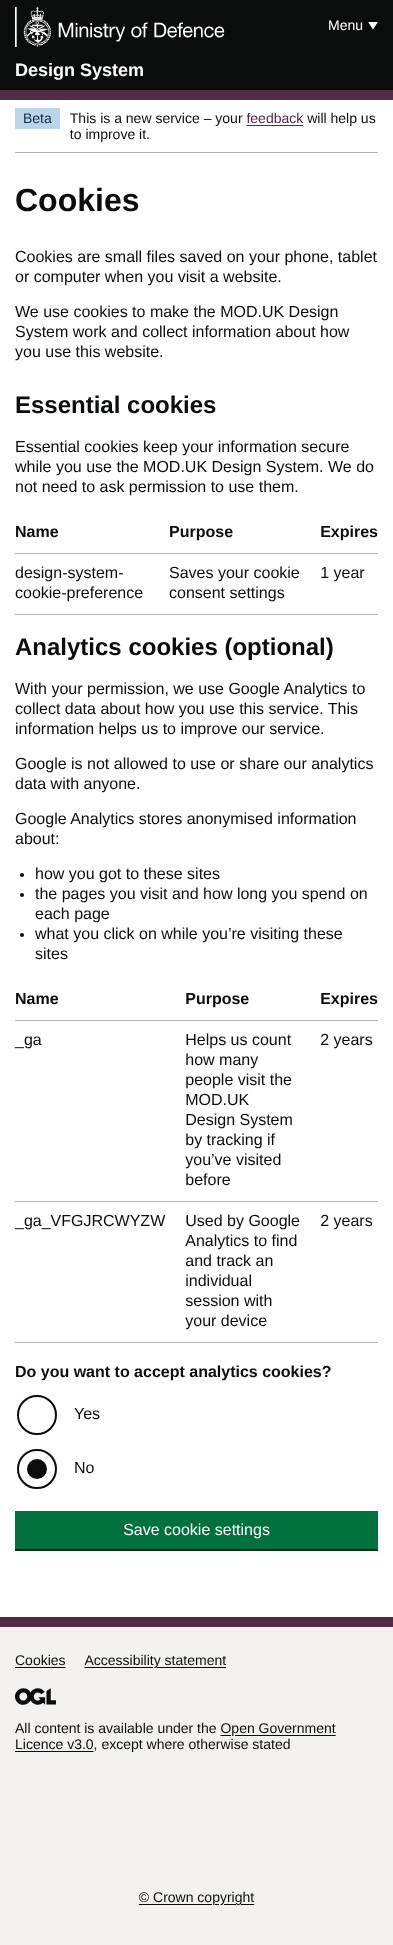 Ministry of Defence
Menu
Design System
Beta
This is a new service – your feedback will help us
to improve it.
Cookies
Cookies are small files saved on your phone, tablet
or computer when you visit a website.
We use cookies to make the MOD.UK Design
System work and collect information about how
you use this website.
Essential cookies
Essential cookies keep your information secure
while you use the MOD.UK Design System. We do
not need to ask permission to use them.
Name Purpose Expires
design-system- Saves your cookie 1 year
cookie-preference consent settings
Analytics cookies (optional)
With your permission, we use Google Analytics to
collect data about how you use this service. This
information helps us to improve our service.
Google is not allowed to use or share our analytics
data with anyone.
Google Analytics stores anonymised information
about:
• how you got to these sites
• the pages you visit and how long you spend on
each page
• what you click on while you’re visiting these
sites
Name Purpose Expires
_ga Helps us count 2 years
how many
people visit the
MOD.UK
Design System
by tracking if
you’ve visited
before
_ga_VFGJRCWYZW Used by Google 2 years
Analytics to find
and track an
individual
session with
your device
Do you want to accept analytics cookies?
Yes
No
Save cookie settings
Cookies Accessibility statement
OGL
All content is available under the Open Government
Licence v3.0, except where otherwise stated
© Crown copyright